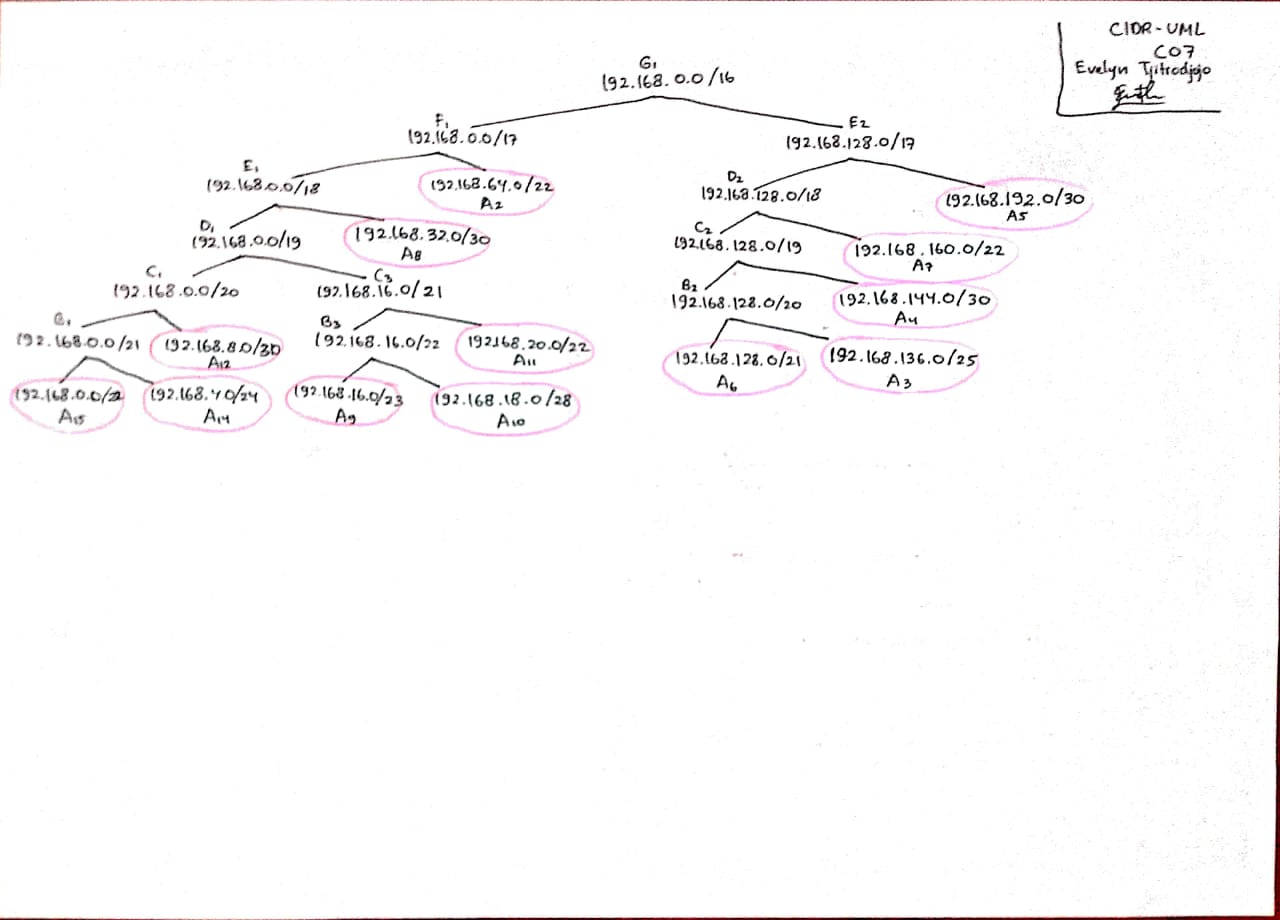 CIDR-UML
C07
Evelyn Tjitrodjojo
G1
192.168.0.0/16
F1
192.168.0.0/17
E2
192.168.128.0/17
E1
192.168.0.0/18
192.168.64.0/22
A2
D2
192.168.128.0/18
192.168.192.0/30
A5
D1
192.168.0.0/19
192.168.32.0/30
A8
C2
192.168.128.0/19
192.168.160.0/22
A7
C1
192.168.0.0/20
C3
192.168.16.0/21
B2
192.168.128.0/20
192.168.144.0/30
A4
B1
192.168.0.0/21
192.168.8.0/30
A12
B3
192.168.16.0/22
192.168.20.0/22
A11
192.168.128.0/21
A6
192.168.136.0/25
A3
192.168.0.0/22
A15
192.168.4.0/24
A14
192.168.16.0/23
A9
192.168.18.0/28
A10